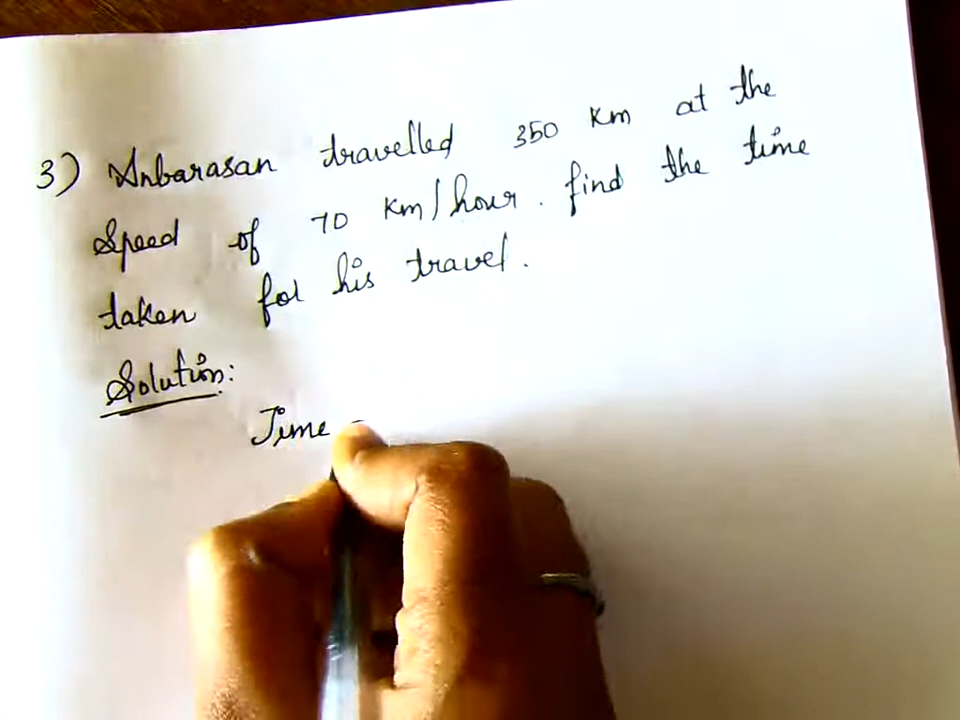 3) Anbarasan travelled 350 km at the
Speed of 70 km/hour. find the time
taken for his travel.
Solution:
Time